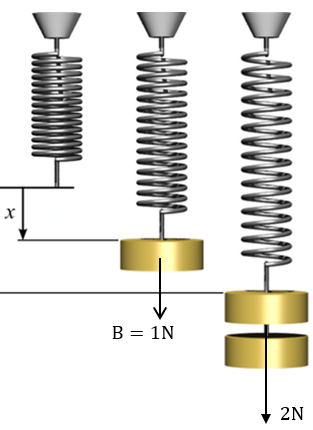 x
B = 1N
2N